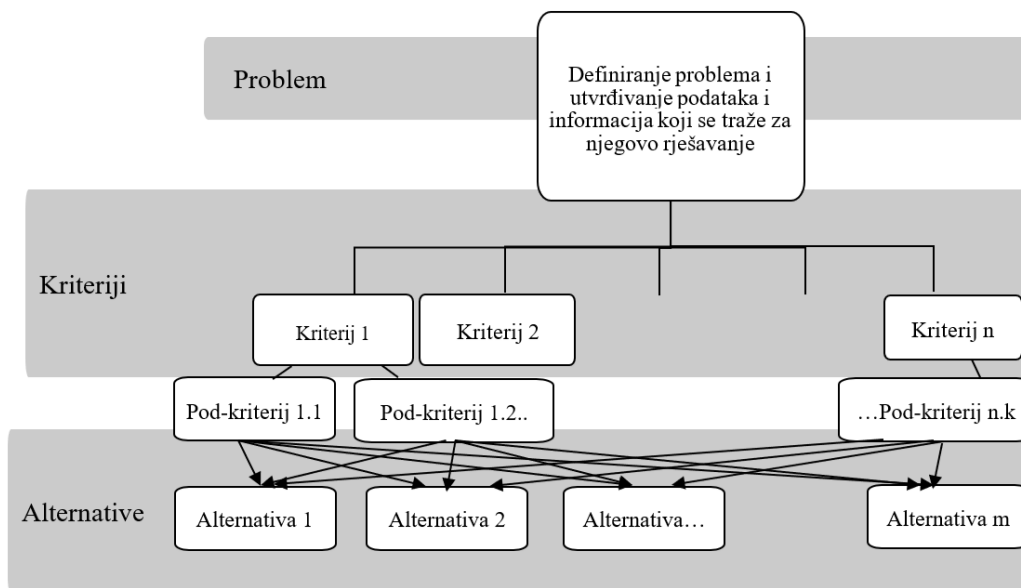 Problem
Definiranje problema i
utvrđivanje podataka i
informacija koji se traže za
njegovo rješavanje
Kriteriji
Kriterij 1
Kriterij 2
Kriterij n
Pod-kriterij 1.1
Pod-kriterij 1.2..
…Pod-kriterij n.k
Alternative
Alternativa 1
Alternativa 2
Alternativa…
Alternativa m